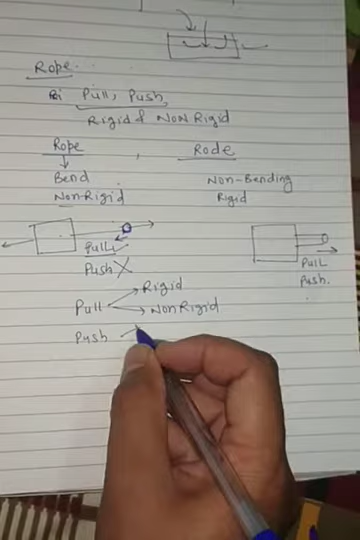 Rope.
Pull, Push,
Rigid & NON Rigid
Rope , Rode
Bend Non-Bending
Non-Rigid Rigid
Pull
Push X
Pull
Push.
Pull Rigid
Non Rigid
Push